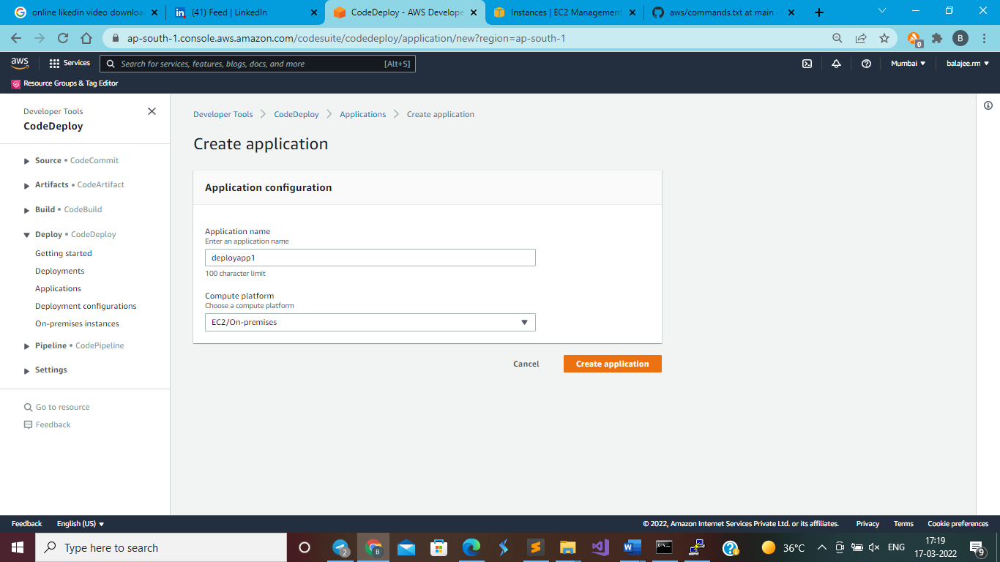 online likedin video downloa
(41) Feed | LinkedIn
CodeDeploy - AWS Develope
Instances | EC2 Management
aws/commands.txt at main ·
ap-south-1.console.aws.amazon.com/codesuite/codedeploy/application/new?region=ap-south-1
0
B
aws
Services
Search for services, features, blogs, docs, and more
[Alt+S]
Mumbai
balajee.rm
Resource Groups & Tag Editor
Developer Tools
CodeDeploy
Source • CodeCommit
Artifacts • CodeArtifact
Build • CodeBuild
Deploy • CodeDeploy
Getting started
Deployments
Applications
Deployment configurations
On-premises instances
Pipeline • CodePipeline
Settings
Go to resource
Feedback
Developer Tools
CodeDeploy
Applications
Create application
Create application
Application configuration
Application name
Enter an application name
deployapp1
100 character limit
Compute platform
Choose a compute platform
EC2/On-premises
Cancel
Create application
Feedback
English (US)
© 2022, Amazon Internet Services Private Ltd. or its affiliates.
Privacy
Terms
Cookie preferences
Type here to search
2
B
36°C
ENG
17:19
17-03-2022
9